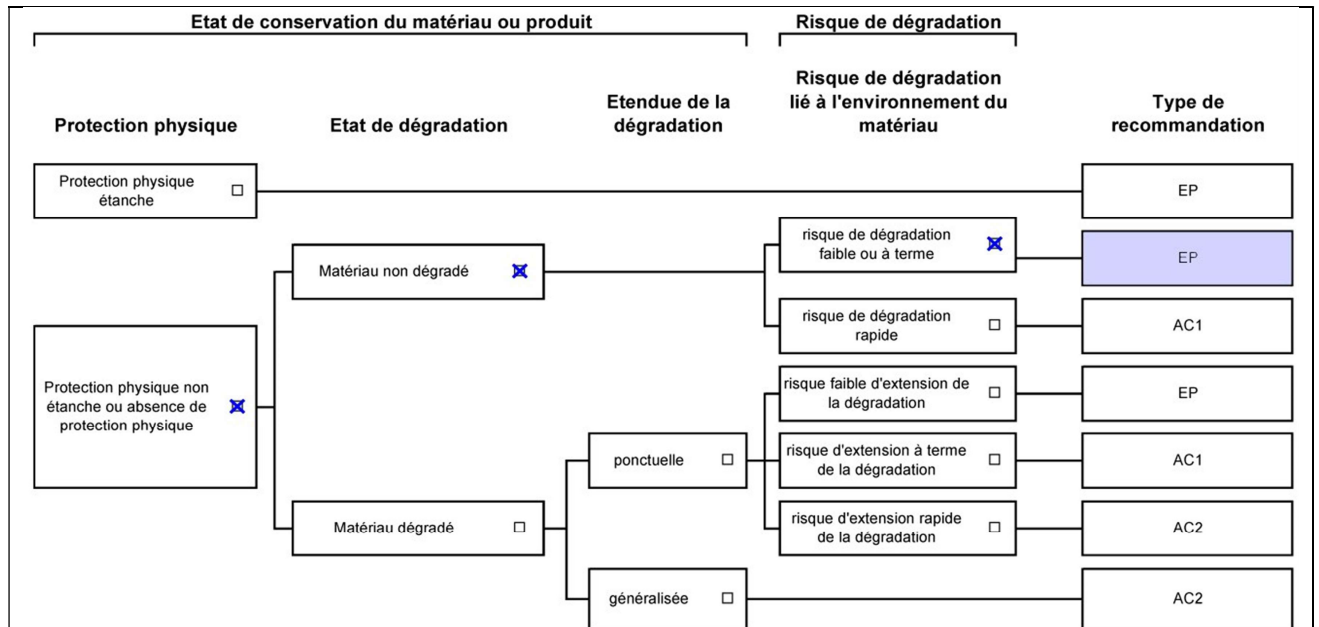 Etat de conservation du matériau ou produit
Risque de dégradation
Protection physique
Etat de dégradation
Etendue de la
dégradation
Risque de dégradation
lié à l'environnement du
matériau
Type de
recommandation
Protection physique
étanche
EP
risque de dégradation
faible ou à terme
EP
Matériau non dégradé
risque de dégradation
rapide
AC1
Protection physique non
étanche ou absence de
protection physique
risque faible d'extension de
la dégradation
EP
ponctuelle
risque d'extension à terme
de la dégradation
AC1
Matériau dégradé
risque d'extension rapide
de la dégradation
AC2
généralisée
AC2